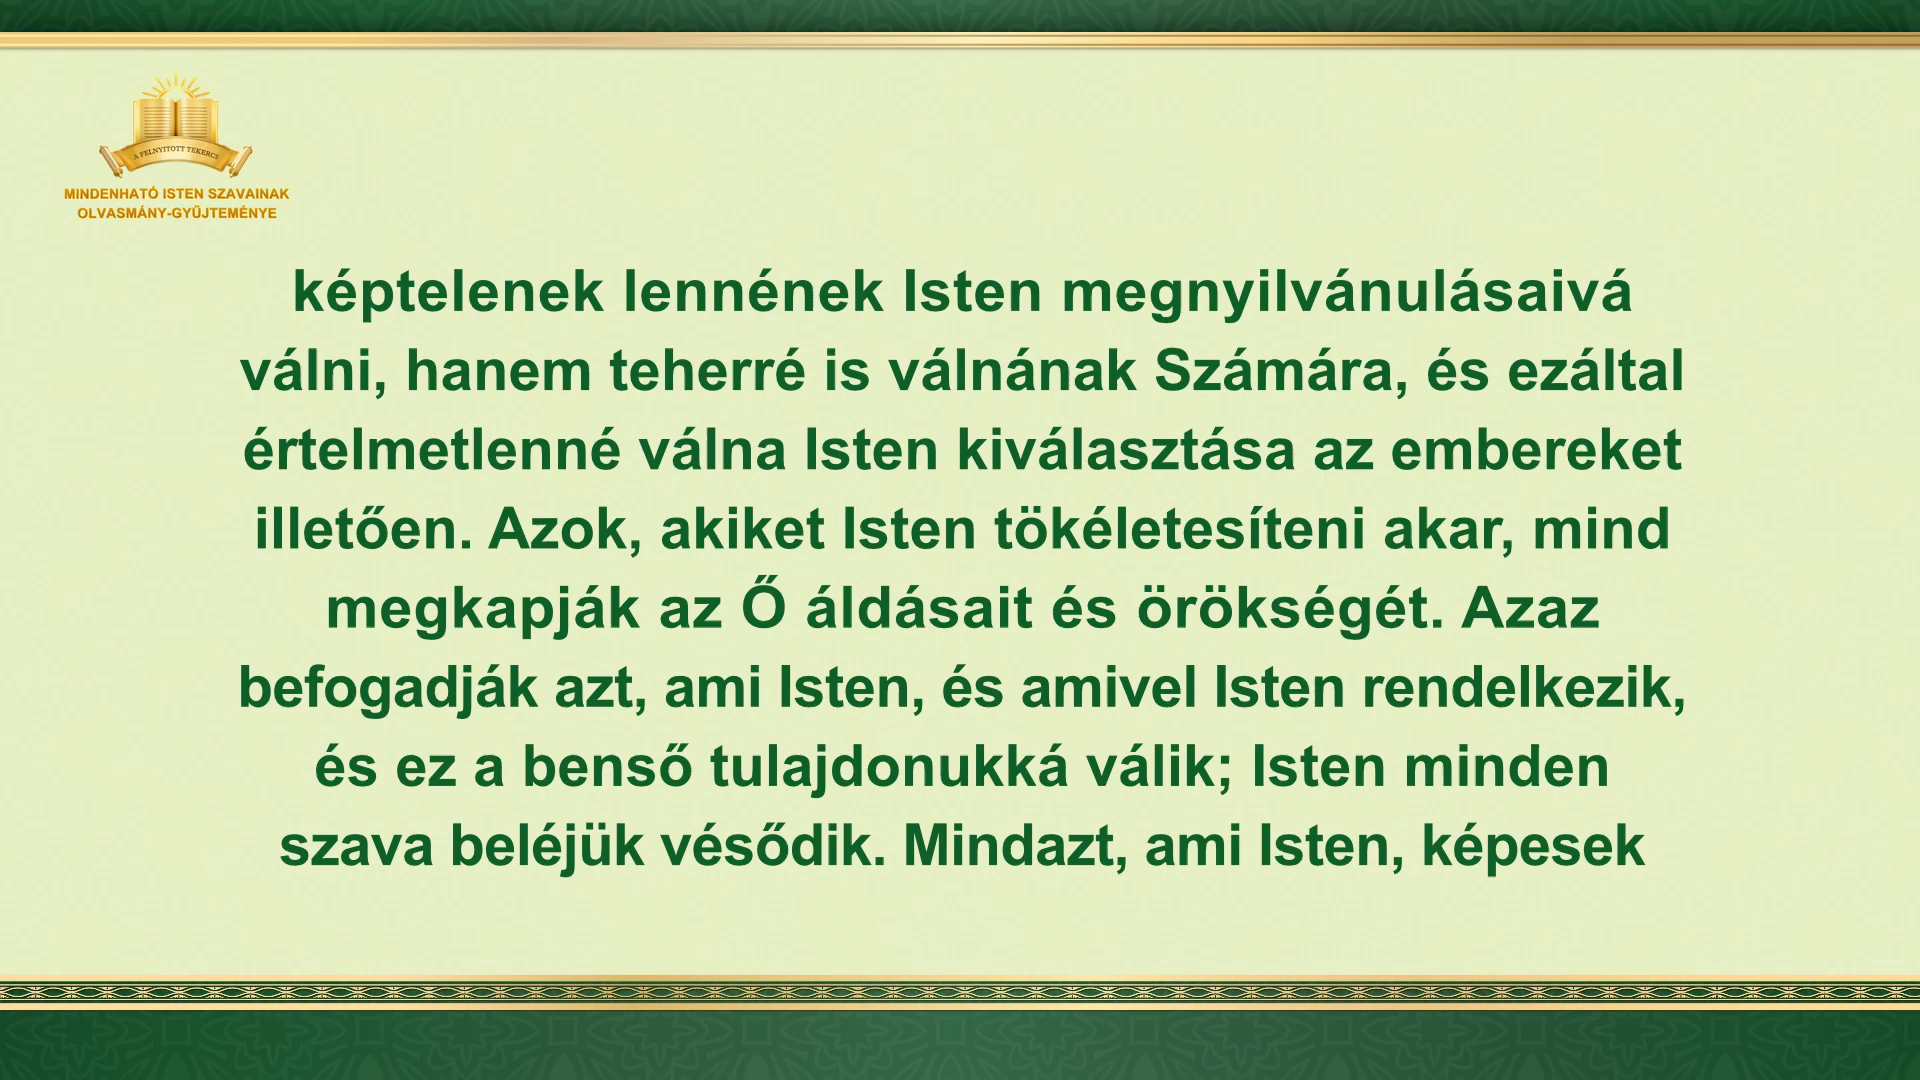 A FELNYITOTT TEKERCS
MINDENHATÓ ISTEN SZAVAINAK
OLVASMÁNY-GYŰJTEMÉNYE
képtelenek lennének Isten megnyilvánulásaivá
válni, hanem teherré is válnának Számára, és ezáltal
értelmetlenné válna Isten kiválasztása az embereket
illetően. Azok, akiket Isten tökéletesíteni akar, mind
megkapják az Ő áldásait és örökségét. Azaz
befogadják azt, ami Isten, és amivel Isten rendelkezik,
és ez a benső tulajdonukká válik; Isten minden
szava beléjük vésődik. Mindazt, ami Isten, képesek